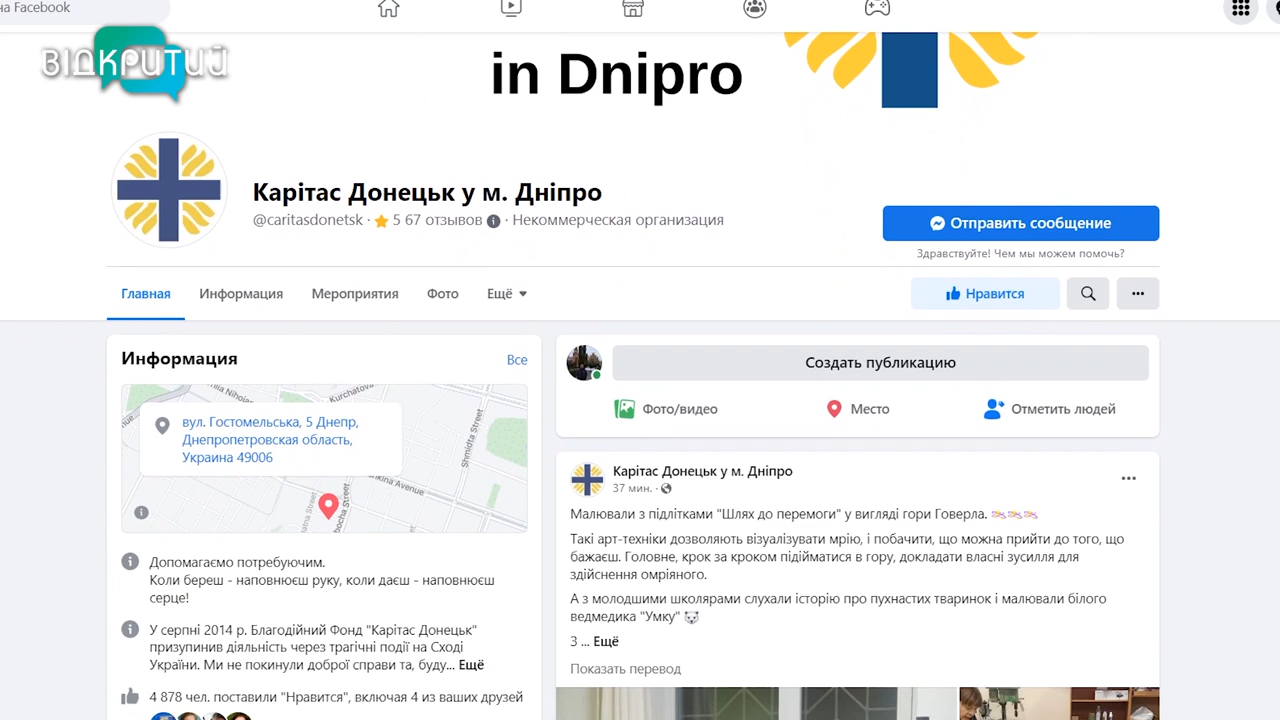 на Facebook
ВІДКРИТИЙ
in Dnipro
Карітас Донецьк у м. Дніпро
@caritasdonetsk · 5 67 отзывов · Некоммерческая организация
Отправить сообщение
Здравствуйте! Чем мы можем помочь?
Главная
Информация
Мероприятия
Фото
Ещё
Нравится
Информация
Все
Kurchatova
Shmidta Street
вул. Гостомельська, 5 Днепр,
Днепропетровская область,
Украина 49006
Avenue
Street
Допомагаємо потребуючим.
Коли береш - наповнюєш руку, коли даєш - наповнюєш
серце!
У серпні 2014 р. Благодійний Фонд "Карітас Донецьк"
призупинив діяльність через трагічні події на Сході
України. Ми не покинули доброї справи та, буду... Ещё
4 878 чел. поставили "Нравится", включая 4 из ваших друзей
Создать публикацию
Фото/видео
Место
Отметить людей
Карітас Донецьк у м. Дніпро
37 мин. ·
Малювали з підлітками "Шлях до перемоги" у вигляді гори Говерла.
Такі арт-техніки дозволяють візуалізувати мрію, і побачити, що можна прийти до того, що
бажаєш. Головне, крок за кроком підійматися в гору, докладати власні зусилля для
здійснення омріяного.
А з молодшими школярами слухали історію про пухнастих тваринок і малювали білого
ведмедика "Умку"
3 ... Ещё
Показать перевод